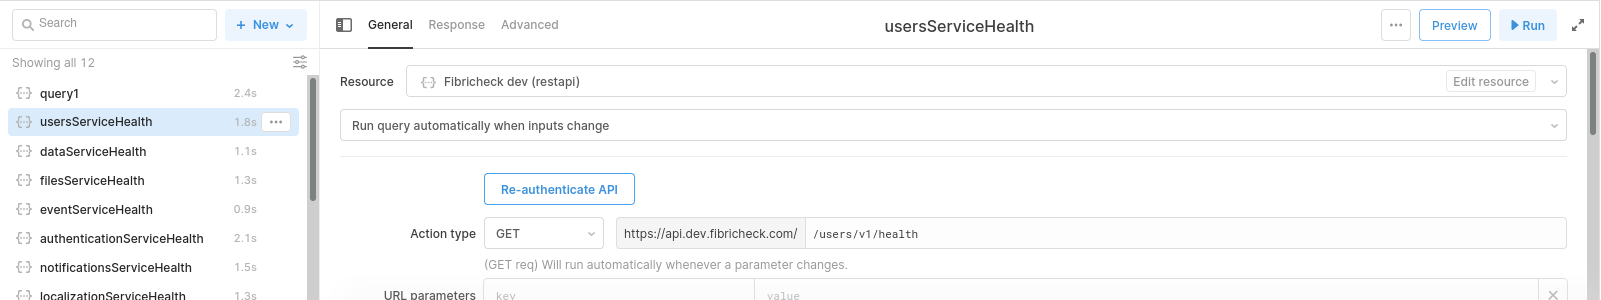 Search
+ New
Showing all 12
query1 2.4s
usersServiceHealth 1.8s ...
dataServiceHealth 1.1s
filesServiceHealth 1.3s
eventServiceHealth 0.9s
authenticationServiceHealth 2.1s
notificationsServiceHealth 1.5s
localizationServiceHealth 1.3s
General Response Advanced
usersServiceHealth
... Preview Run
Resource {··} Fibricheck dev (restapi) Edit resource
Run query automatically when inputs change
Re-authenticate API
Action type GET https://api.dev.fibricheck.com/ /users/v1/health
(GET req) Will run automatically whenever a parameter changes.
URL parameters key value